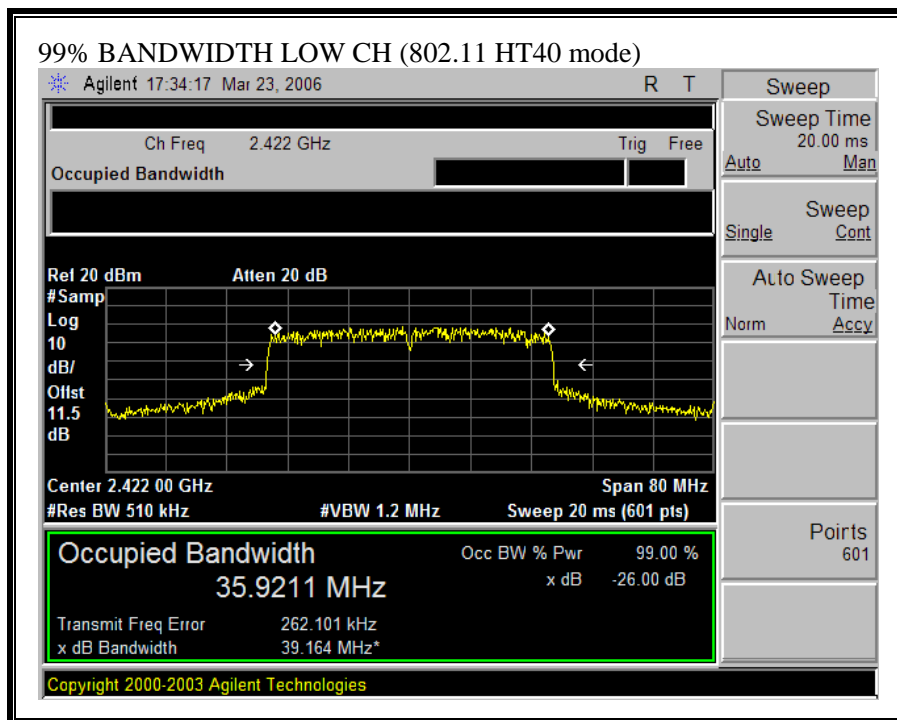 99% BANDWIDTH LOW CH (802.11 HT40 mode)
Agilent 17:34:17 Mar 23, 2006 R T
Sweep
Sweep Time
20.00 ms
Auto Man
Ch Freq 2.422 GHz Trig Free
Occupied Bandwidth
Sweep
Single Cont
Ref 20 dBm Atten 20 dB
#Samp
Log
10
dB/
Offst
11.5
dB
Auto Sweep
Time
Norm Accy
Center 2.422 00 GHz Span 80 MHz
#Res BW 510 kHz #VBW 1.2 MHz Sweep 20 ms (601 pts)
Points
601
Occupied Bandwidth Occ BW % Pwr 99.00 %
35.9211 MHz x dB -26.00 dB
Transmit Freq Error 262.101 kHz
x dB Bandwidth 39.164 MHz*
Copyright 2000-2003 Agilent Technologies